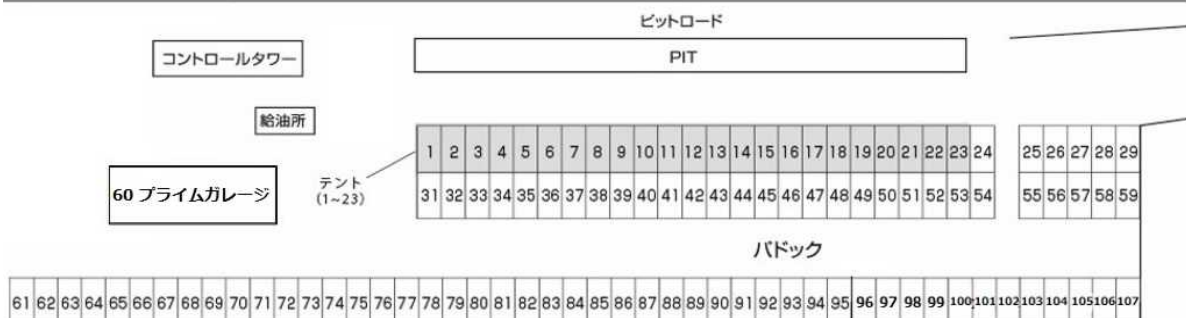 ピットロード
コントロールタワー
PIT
給油所
1 2 3 4 5 6 7 8 9 10 11 12 13 14 15 16 17 18 19 20 21 22 23 24 25 26 27 28 29
60 プライムガレージ
テント
(1~23)
31 32 33 34 35 36 37 38 39 40 41 42 43 44 45 46 47 48 49 50 51 52 53 54 55 56 57 58 59
パドック
61 62 63 64 65 66 67 68 69 70 71 72 73 74 75 76 77 78 79 80 81 82 83 84 85 86 87 88 89 90 91 92 93 94 95 96 97 98 99 100 101 102 103 104 105 106 107